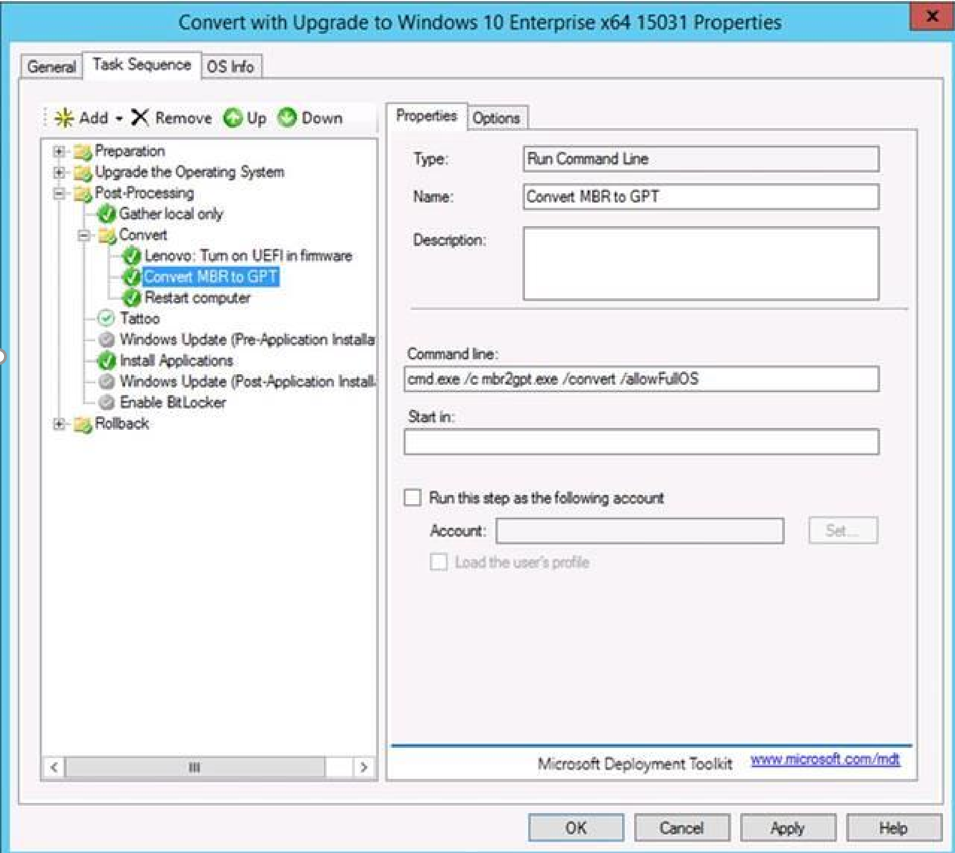 Convert with Upgrade to Windows 10 Enterprise x64 15031 Properties
x
General Task Sequence OS Info
Add Remove Up Down
Preparation
Upgrade the Operating System
Post-Processing
Gather local only
Convert
Lenovo: Turn on UEFI in firmware
Convert MBR to GPT
Restart computer
Tattoo
Windows Update (Pre-Application Installa
Install Applications
Windows Update (Post-Application Install
Enable BitLocker
Rollback
Properties Options
Type: Run Command Line
Name: Convert MBR to GPT
Description:
Command line:
cmd.exe /c mbr2gpt.exe /convert /allowFullOS
Start in:
Run this step as the following account
Account: Set...
Load the user's profile
Microsoft Deployment Toolkit www.microsoft.com/mdt
OK Cancel Apply Help